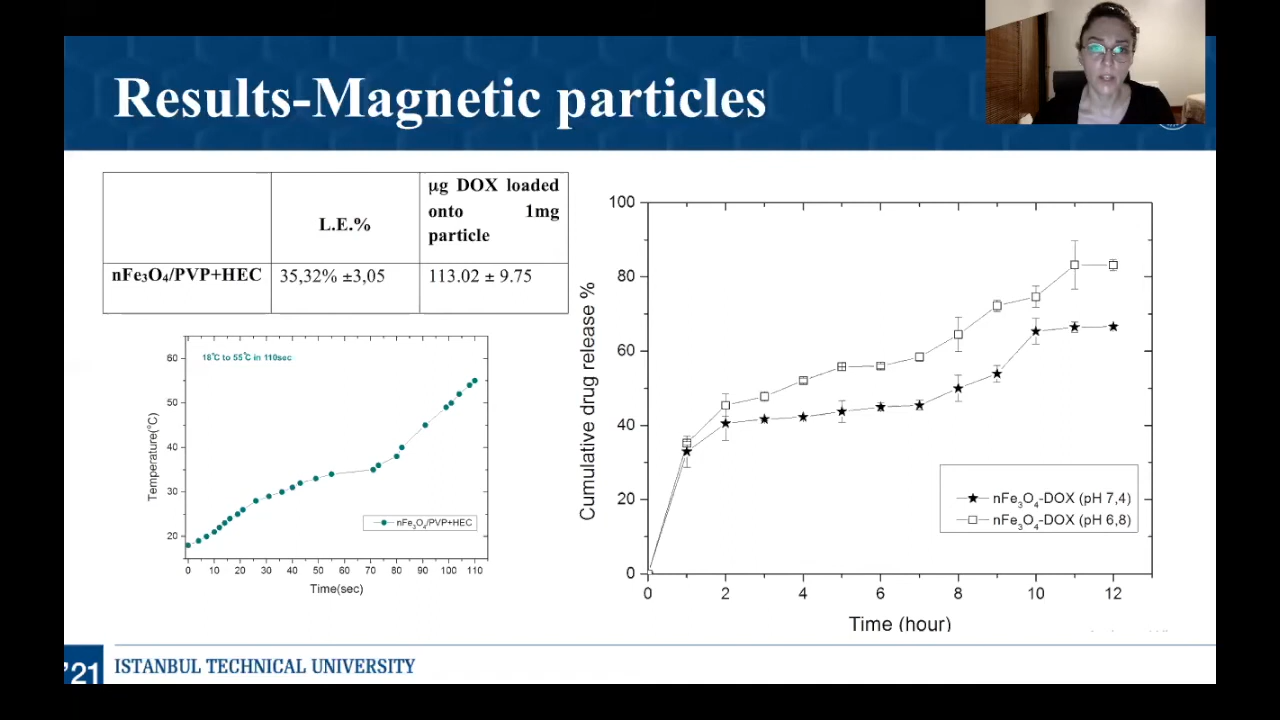 Results-Magnetic particles
L.E.%
µg DOX loaded
onto 1mg
particle
nFe₃O₄/PVP+HEC 35,32% ±3,05 113.02 ± 9.75
18°C to 55°C in 110sec
Temperature(°C)
60
50
40
30
20
nFe₃O₄/PVP+HEC
0 10 20 30 40 50 60 70 80 90 100 110
Time(sec)
Cumulative drug release %
100
80
60
40
20
0
nFe₃O₄-DOX (pH 7,4)
nFe₃O₄-DOX (pH 6,8)
0 2 4 6 8 10 12
Time (hour)
'21 ISTANBUL TECHNICAL UNIVERSITY